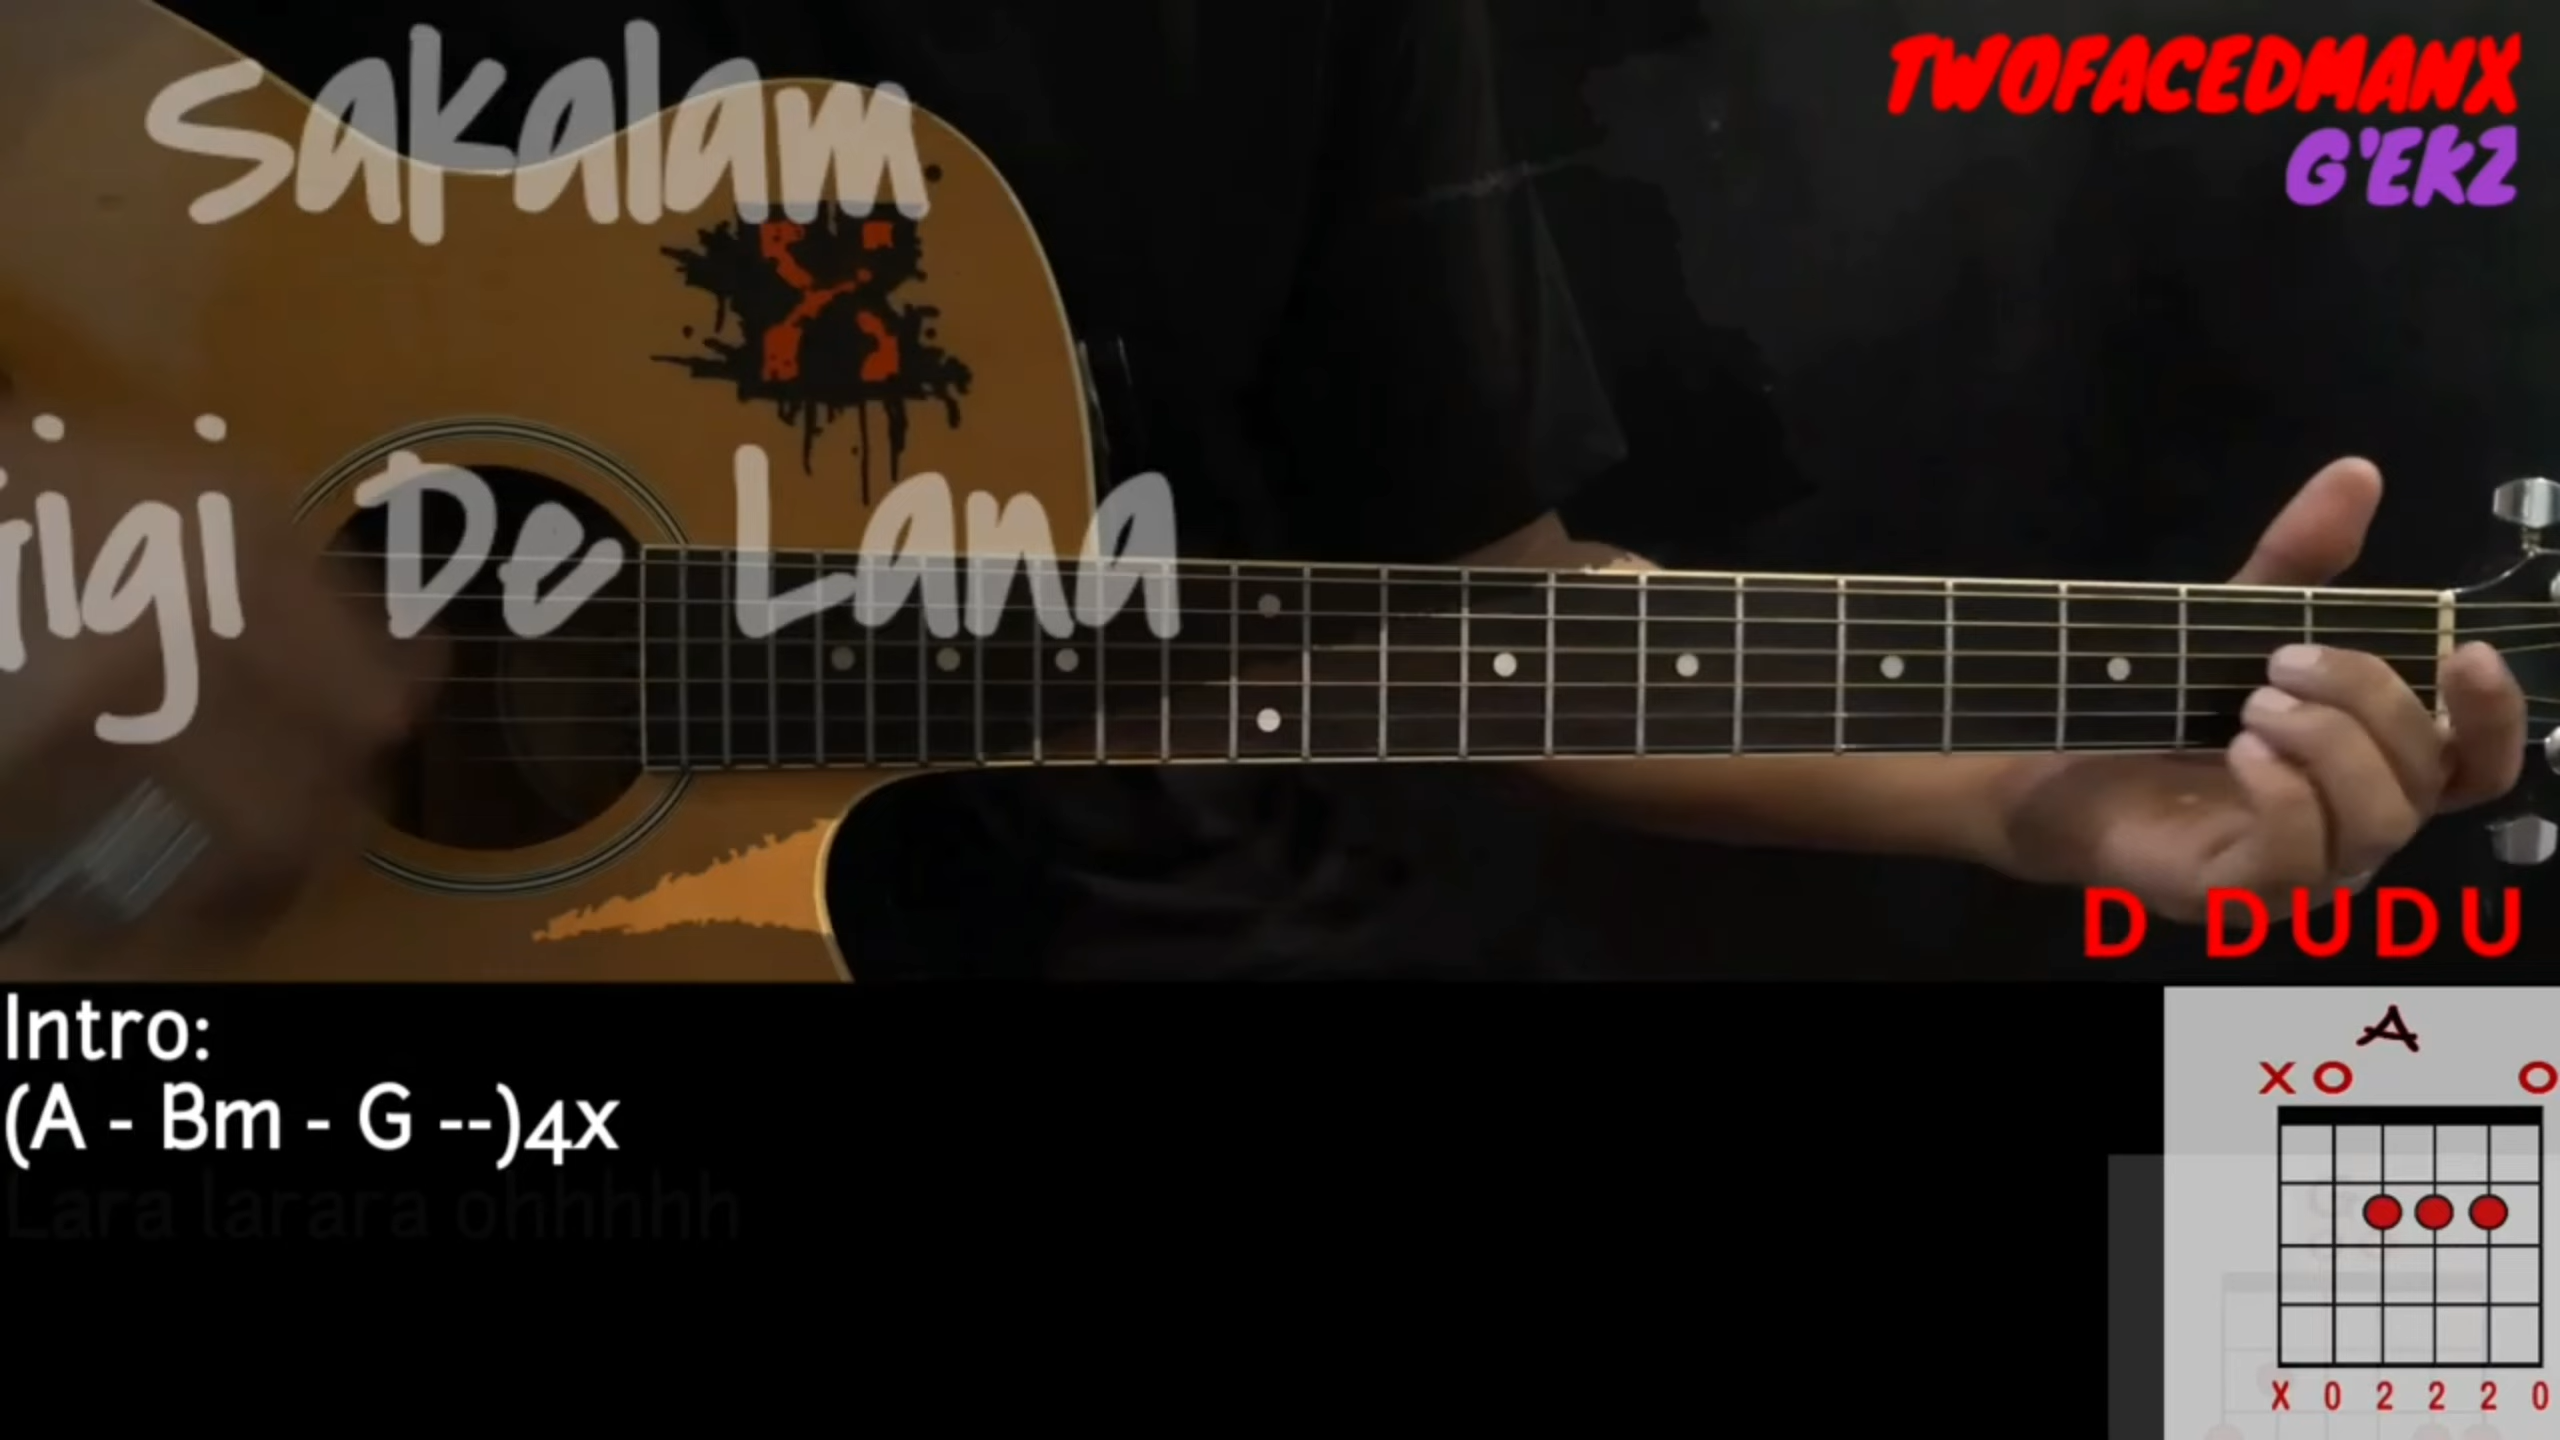 Sakalam
TWOFACEDMANX
G'EKZ
Gigi De Lana
D DUDU
Intro:
(A - Bm - G --)4x
Lara larara ohhhhh
A
X O O
X 0 2 2 2 0